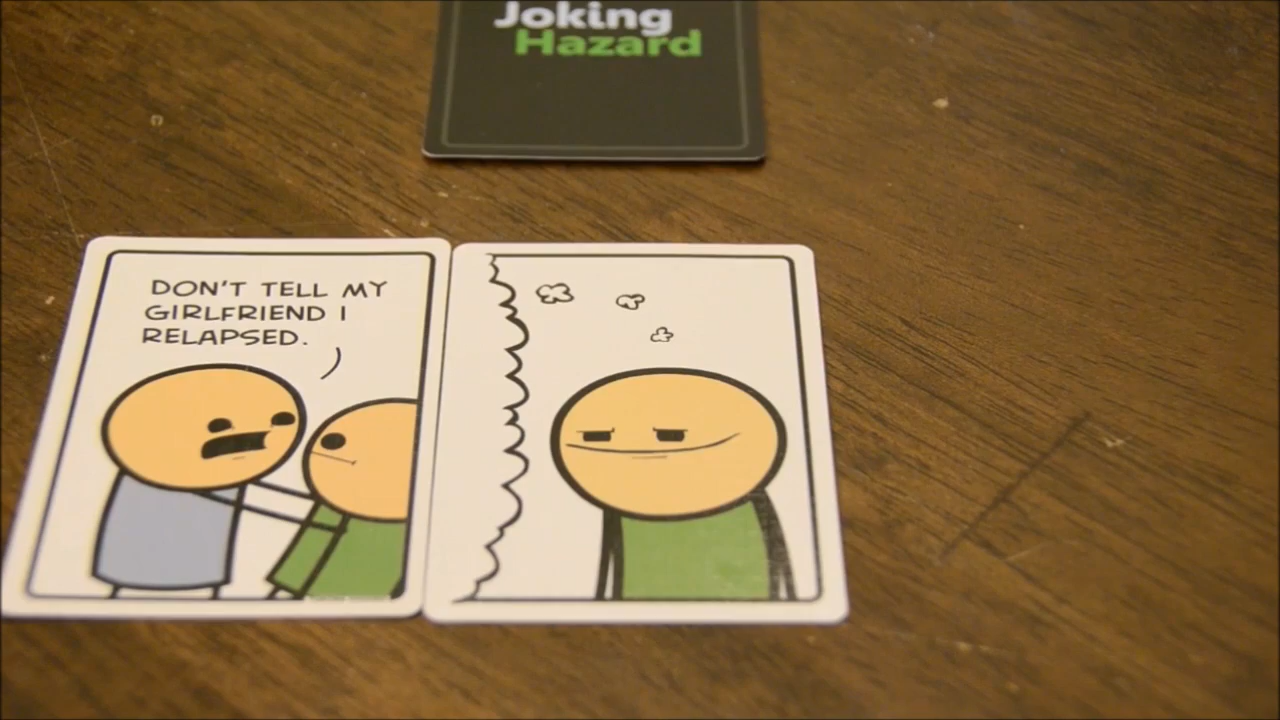 Joking
Hazard
DON'T TELL MY
GIRLFRIEND I
RELAPSED.